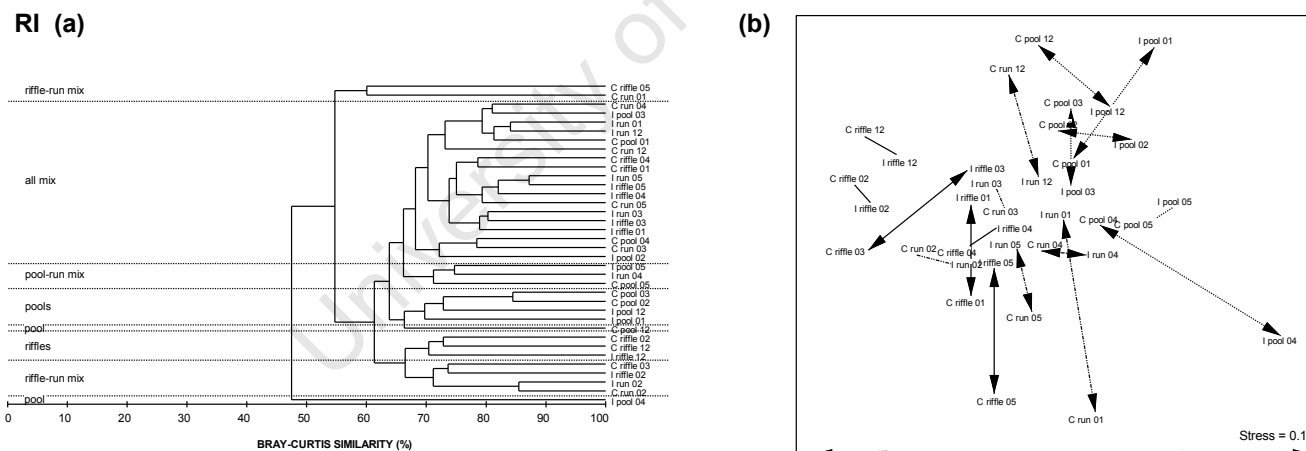 RI (a)
riffle-run mix
all mix
pool-run mix
pools
pool
riffles
riffle-run mix
pool
C riffle 05
C run 01
C run 04
I pool 03
I run 01
I run 12
C pool 01
C run 12
C riffle 04
C riffle 01
I run 05
I riffle 05
I riffle 04
C run 05
I run 03
I riffle 03
I riffle 01
C pool 04
C run 03
I pool 02
I pool 05
I run 04
C pool 05
C pool 03
C pool 02
I pool 12
I pool 01
C pool 12
C riffle 02
C riffle 12
I riffle 12
C riffle 03
I riffle 02
I run 02
C run 02
I pool 04
0 10 20 30 40 50 60 70 80 90 100
BRAY-CURTIS SIMILARITY (%)
University of
(b)
C pool 12
I pool 01
C run 12
C pool 03
I pool 12
C pool 02
I pool 02
C riffle 12
I riffle 12
C pool 01
I riffle 03
C riffle 02
I run 03
I run 12
I pool 03
I riffle 01
I riffle 02
C run 03
I run 01
C pool 04
I pool 05
C pool 05
I riffle 04
C riffle 03
C run 02
C riffle 04
I run 05
C run 04
I run 04
I run 02
I riffle 05
C riffle 01
C run 05
I pool 04
C riffle 05
C run 01
Stress = 0.1